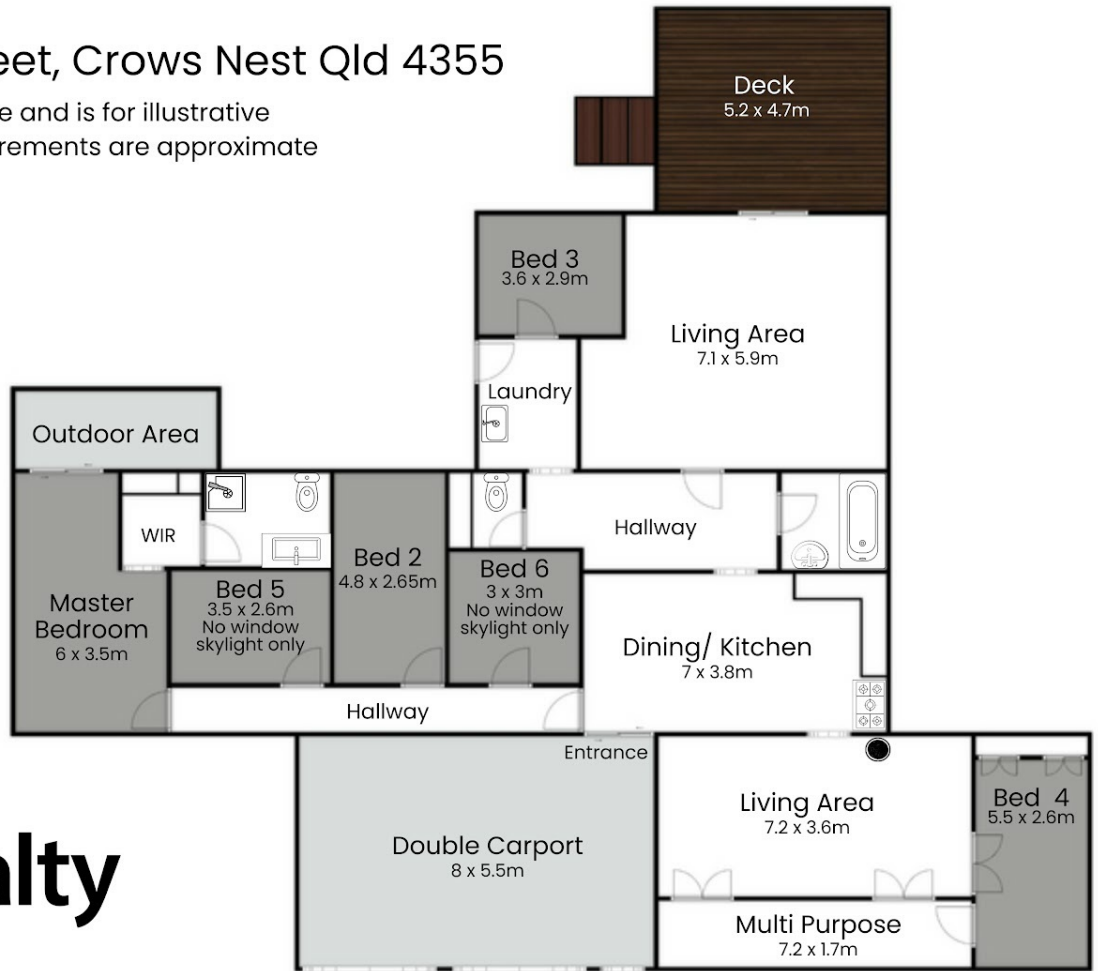 eet, Crows Nest Qld 4355
e and is for illustrative
rements are approximate
Deck
5.2 x 4.7m
Bed 3
3.6 x 2.9m
Living Area
7.1 x 5.9m
Laundry
Outdoor Area
WIR
Hallway
Bed 2
4.8 x 2.65m
Bed 6
3 x 3m
No window
skylight only
Bed 5
3.5 x 2.6m
No window
skylight only
Master
Bedroom
6 x 3.5m
Dining/ Kitchen
7 x 3.8m
Hallway
Entrance
Living Area
7.2 x 3.6m
Bed 4
5.5 x 2.6m
Double Carport
8 x 5.5m
alty
Multi Purpose
7.2 x 1.7m